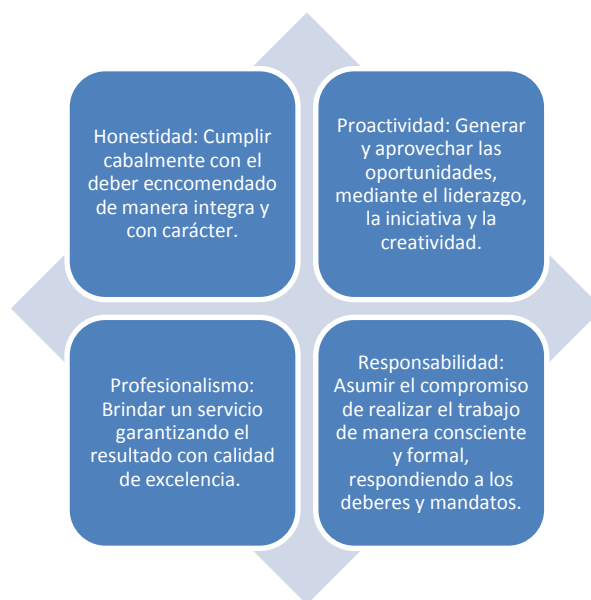 Honestidad: Cumplir
cabalmente con el
deber ecncomendado
de manera integra y
con carácter.
Proactividad: Generar
y aprovechar las
oportunidades,
mediante el liderazgo,
la iniciativa y la
creatividad.
Profesionalismo:
Brindar un servicio
garantizando el
resultado con calidad
de excelencia.
Responsabilidad:
Asumir el compromiso
de realizar el trabajo
de manera consciente
y formal,
respondiendo a los
deberes y mandatos.